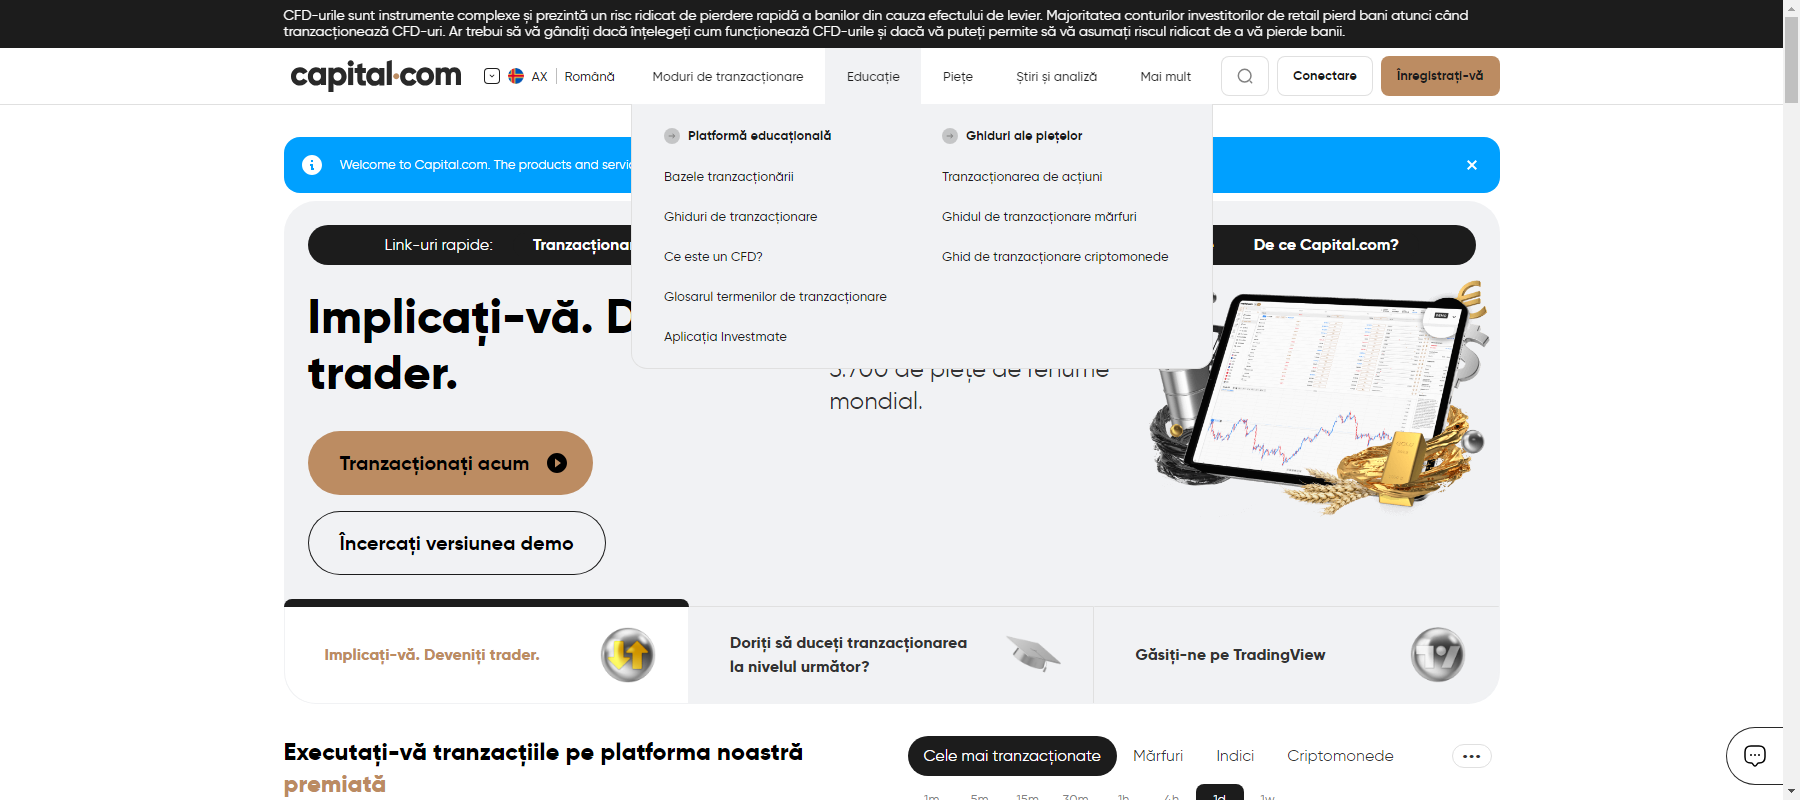 CFD-urile sunt instrumente complexe și prezintă un risc ridicat de pierdere rapidă a banilor din cauza efectului de levier. Majoritatea conturilor investitorilor de retail pierd bani atunci când
tranzacționează CFD-uri. Ar trebui să vă gândiți dacă înțelegeți cum funcționează CFD-urile și dacă vă puteți permite să vă asumați riscul ridicat de a vă pierde banii.
capital.com AX Română Moduri de tranzacționare Educație Piețe Știri și analiză Mai mult Conectare Înregistrați-vă
Platformă educațională
Bazele tranzacționării
Ghiduri de tranzacționare
Ce este un CFD?
Glosarul termenilor de tranzacționare
Aplicația Investmate
Ghiduri ale piețelor
Tranzacționarea de acțiuni
Ghidul de tranzacționare mărfuri
Ghid de tranzacționare criptomonede
Welcome to Capital.com. The products and
Link-uri rapide: De ce Capital.com?
Implicați-vă.
trader.
3.700 de piețe de renume
mondial.
Tranzacționați acum
Încercați versiunea demo
Implicați-vă. Deveniți trader.
Doriți să duceți tranzacționarea
la nivelul următor?
Găsiți-ne pe TradingView
Executați-vă tranzacțiile pe platforma noastră
premiată
Cele mai tranzacționate Mărfuri Indici Criptomonede
1m 5m 15m 30m 1h 4h 1d 1w